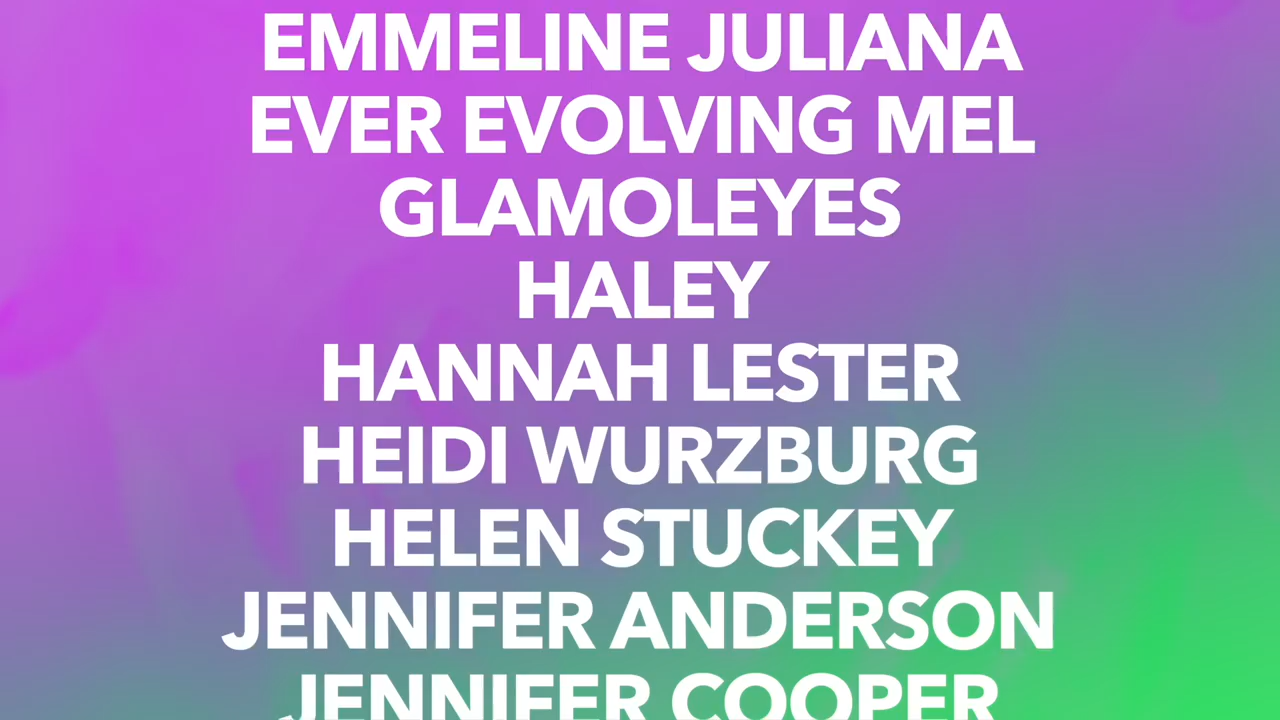 EMMELINE JULIANA
EVER EVOLVING MEL
GLAMOLEYES
HALEY
HANNAH LESTER
HEIDI WURZBURG
HELEN STUCKEY
JENNIFER ANDERSON
JENNIFER COOPER